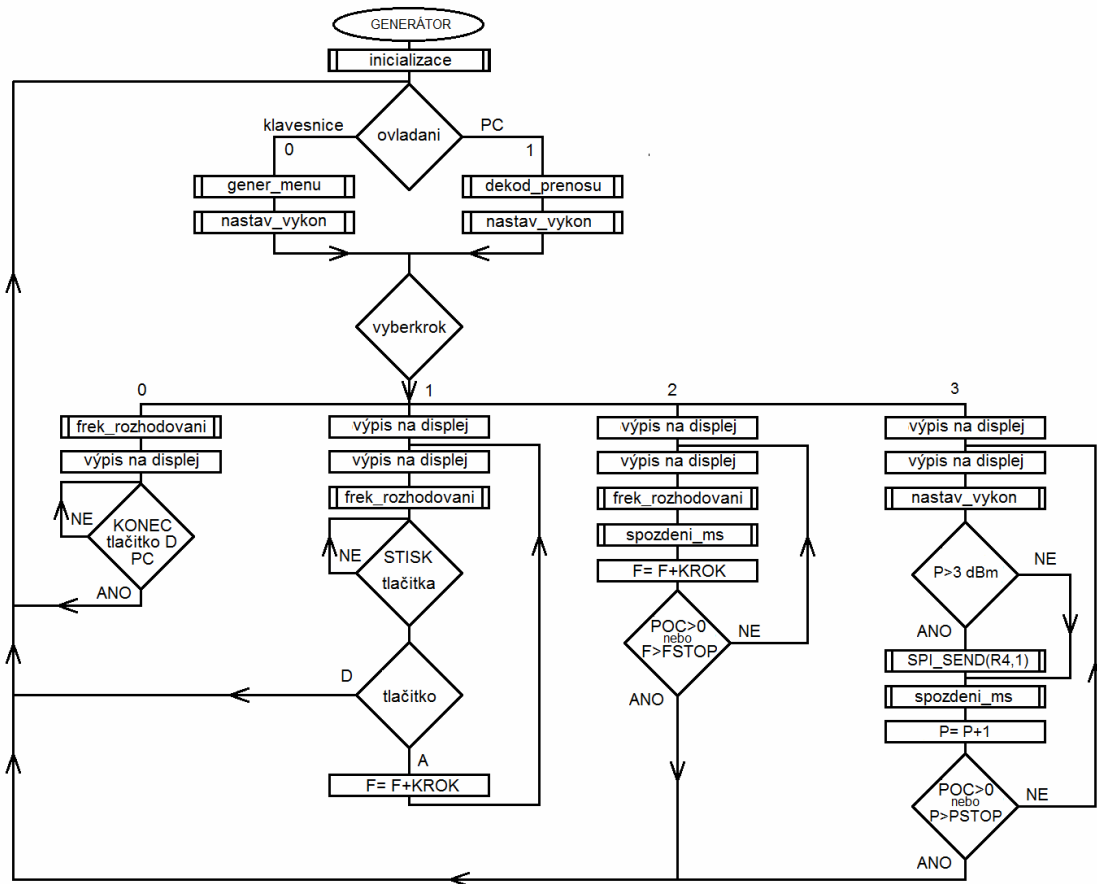 GENERÁTOR
inicializace
klavesnice
0
ovladani
PC
1
gener_menu
nastav_vykon
dekod_prenosu
nastav_vykon
vyberkrok
0
1
2
3
frek_rozhodovani
výpis na displej
NE
KONEC
tlačítko D
PC
ANO
výpis na displej
výpis na displej
frek_rozhodovani
NE
STISK
tlačitka
D
tlačítko
A
F= F+KROK
výpis na displej
výpis na displej
frek_rozhodovani
spozdeni_ms
F= F+KROK
POC>0
nebo
F>FSTOP
NE
ANO
výpis na displej
výpis na displej
nastav_vykon
P>3 dBm
NE
ANO
SPI_SEND(R4,1)
spozdeni_ms
P= P+1
POC>0
nebo
P>PSTOP
NE
ANO